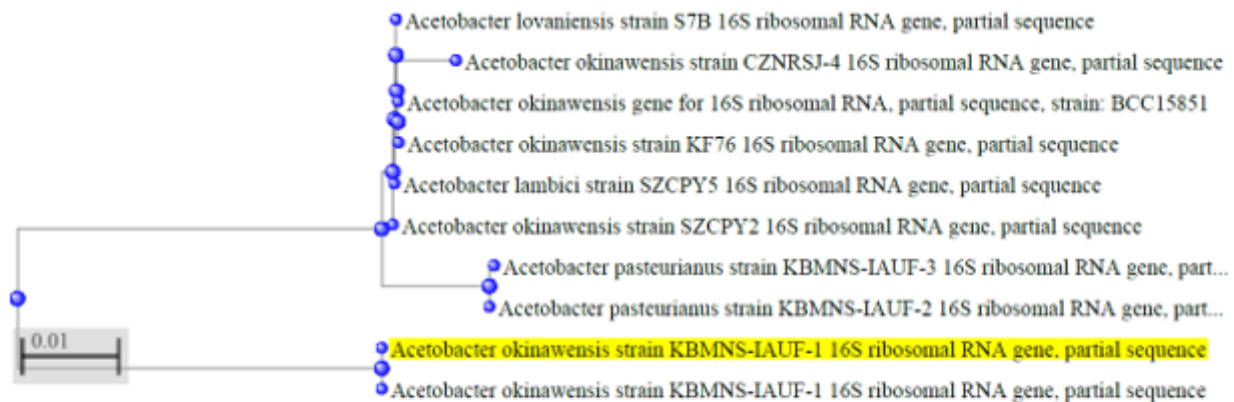 Acetobacter lovaniensis strain S7B 16S ribosomal RNA gene, partial sequence
Acetobacter okinawensis strain CZNRSJ-4 16S ribosomal RNA gene, partial sequence
Acetobacter okinawensis gene for 16S ribosomal RNA, partial sequence, strain: BCC15851
Acetobacter okinawensis strain KF76 16S ribosomal RNA gene, partial sequence
Acetobacter lambici strain SZCPY5 16S ribosomal RNA gene, partial sequence
Acetobacter okinawensis strain SZCPY2 16S ribosomal RNA gene, partial sequence
Acetobacter pasteurianus strain KBMNS-IAUF-3 16S ribosomal RNA gene, part...
Acetobacter pasteurianus strain KBMNS-IAUF-2 16S ribosomal RNA gene, part...
0.01
Acetobacter okinawensis strain KBMNS-IAUF-1 16S ribosomal RNA gene, partial sequence
Acetobacter okinawensis strain KBMNS-IAUF-1 16S ribosomal RNA gene, partial sequence